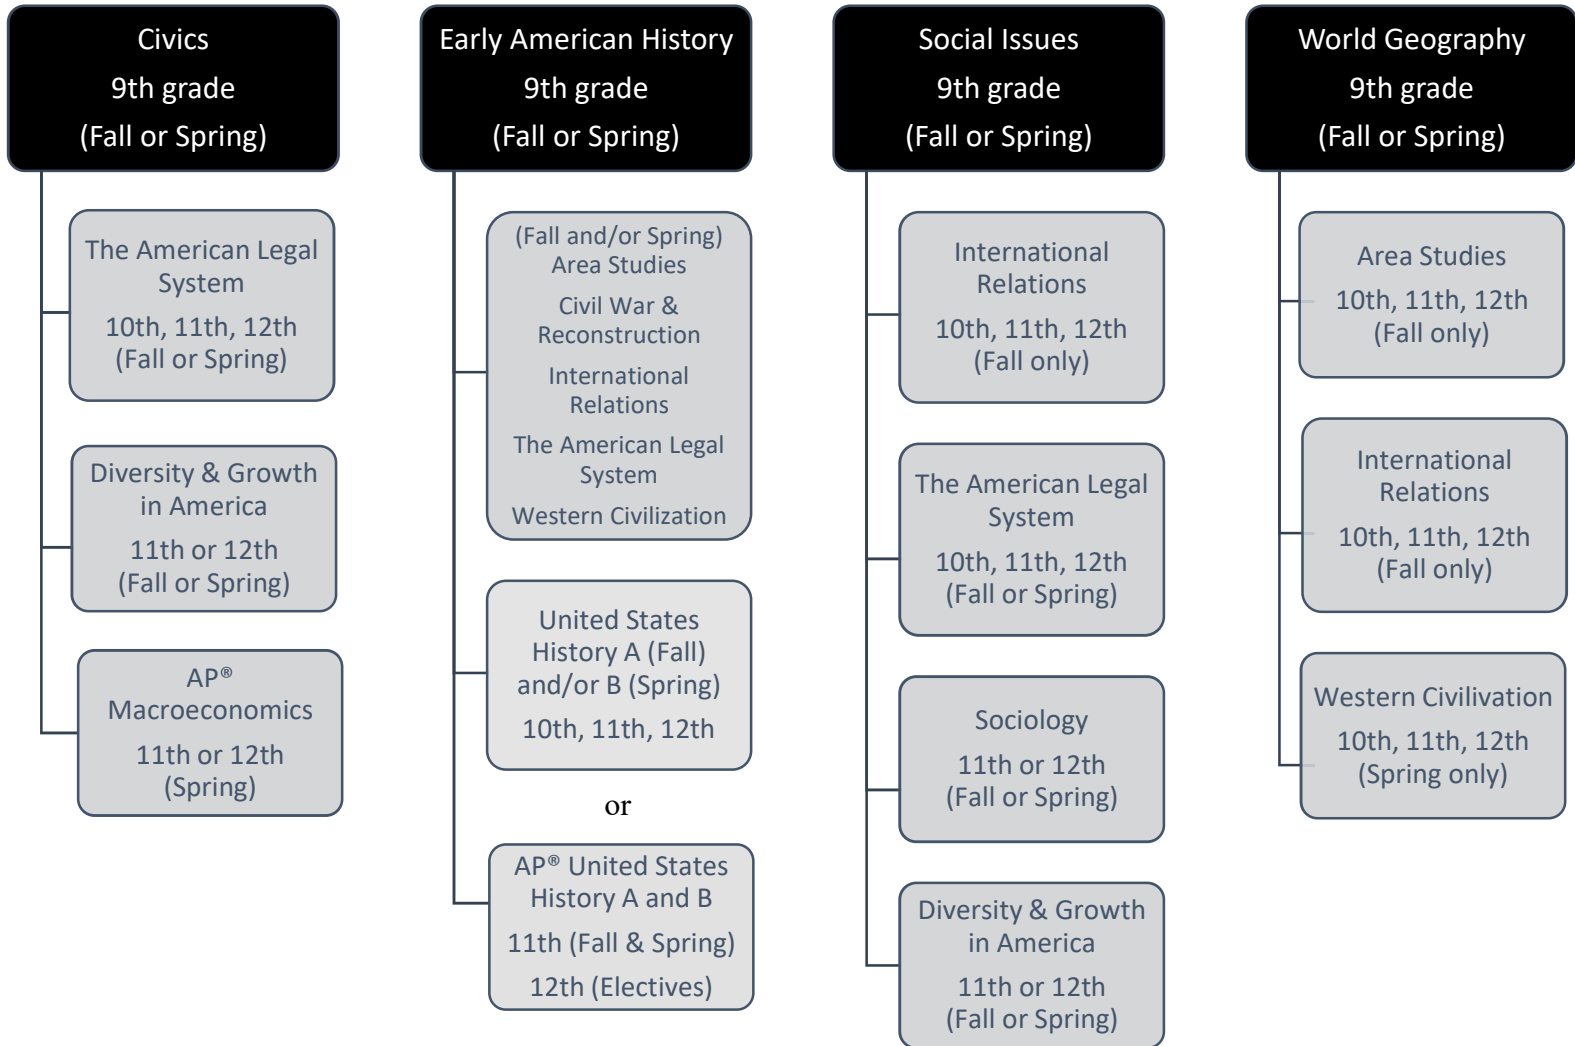 Civics
9th grade
(Fall or Spring)
The American Legal
System
10th, 11th, 12th
(Fall or Spring)
Diversity & Growth
in America
11th or 12th
(Fall or Spring)
AP®
Macroeconomics
11th or 12th
(Spring)
Early American History
9th grade
(Fall or Spring)
(Fall and/or Spring)
Area Studies
Civil War &
Reconstruction
International
Relations
The American Legal
System
Western Civilization
United States
History A (Fall)
and/or B (Spring)
10th, 11th, 12th
or
AP® United States
History A and B
11th (Fall & Spring)
12th (Electives)
Social Issues
9th grade
(Fall or Spring)
International
Relations
10th, 11th, 12th
(Fall only)
The American Legal
System
10th, 11th, 12th
(Fall or Spring)
Sociology
11th or 12th
(Fall or Spring)
Diversity & Growth
in America
11th or 12th
(Fall or Spring)
World Geography
9th grade
(Fall or Spring)
Area Studies
10th, 11th, 12th
(Fall only)
International
Relations
10th, 11th, 12th
(Fall only)
Western Civilivation
10th, 11th, 12th
(Spring only)